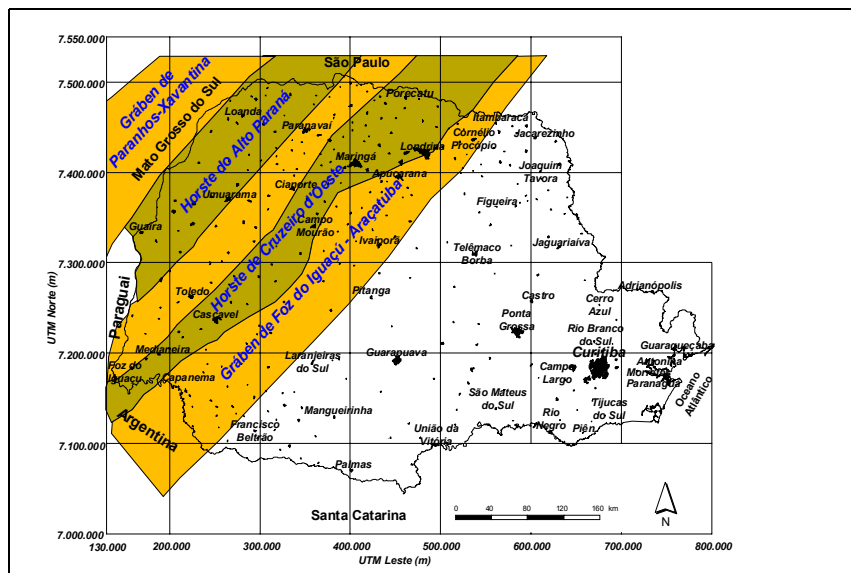 7.550.000
7.500.000
7.400.000
7.300.000
7.200.000
7.100.000
7.000.000
UTM Norte (m)
130.000
200.000
300.000
400.000
500.000
600.000
700.000
800.000
UTM Leste (m)
São Paulo
Gráben de
Paranhos-Xavantina
Mato Grosso do Sul
Horste do Alto Paraná
Horste de Cruzeiro d'Oeste
Gráben de Foz do Iguaçú - Araçatuba
Paraguai
Argentina
Santa Catarina
Oceano
Atlântico
Loanda
Paranavaí
Porecatu
Itambaracá
Cornélio
Procópio
Jacarezinho
Londrina
Maringá
Apucarana
Joaquim
Tavora
Cianorte
Umuarama
Figueira
Guaíra
Campo
Mourão
Ivaiporã
Telêmaco
Borba
Jaguariaíva
Toledo
Pitanga
Castro
Adrianópolis
Cerro
Azul
Cascavel
Ponta
Grossa
Rio Branco
do Sul
Medianeira
Laranjeiras
do Sul
Guarapuava
Curitiba
Guaraqueçaba
Antonina
Foz do
Iguaçu
Capanema
Campo
Largo
Paranaguá
São Mateus
do Sul
Tijucas
do Sul
Mangueirinha
Francisco
Beltrão
União da
Vitória
Rio
Negro
Piên
Palmas
0 40 80 120 160 km
N